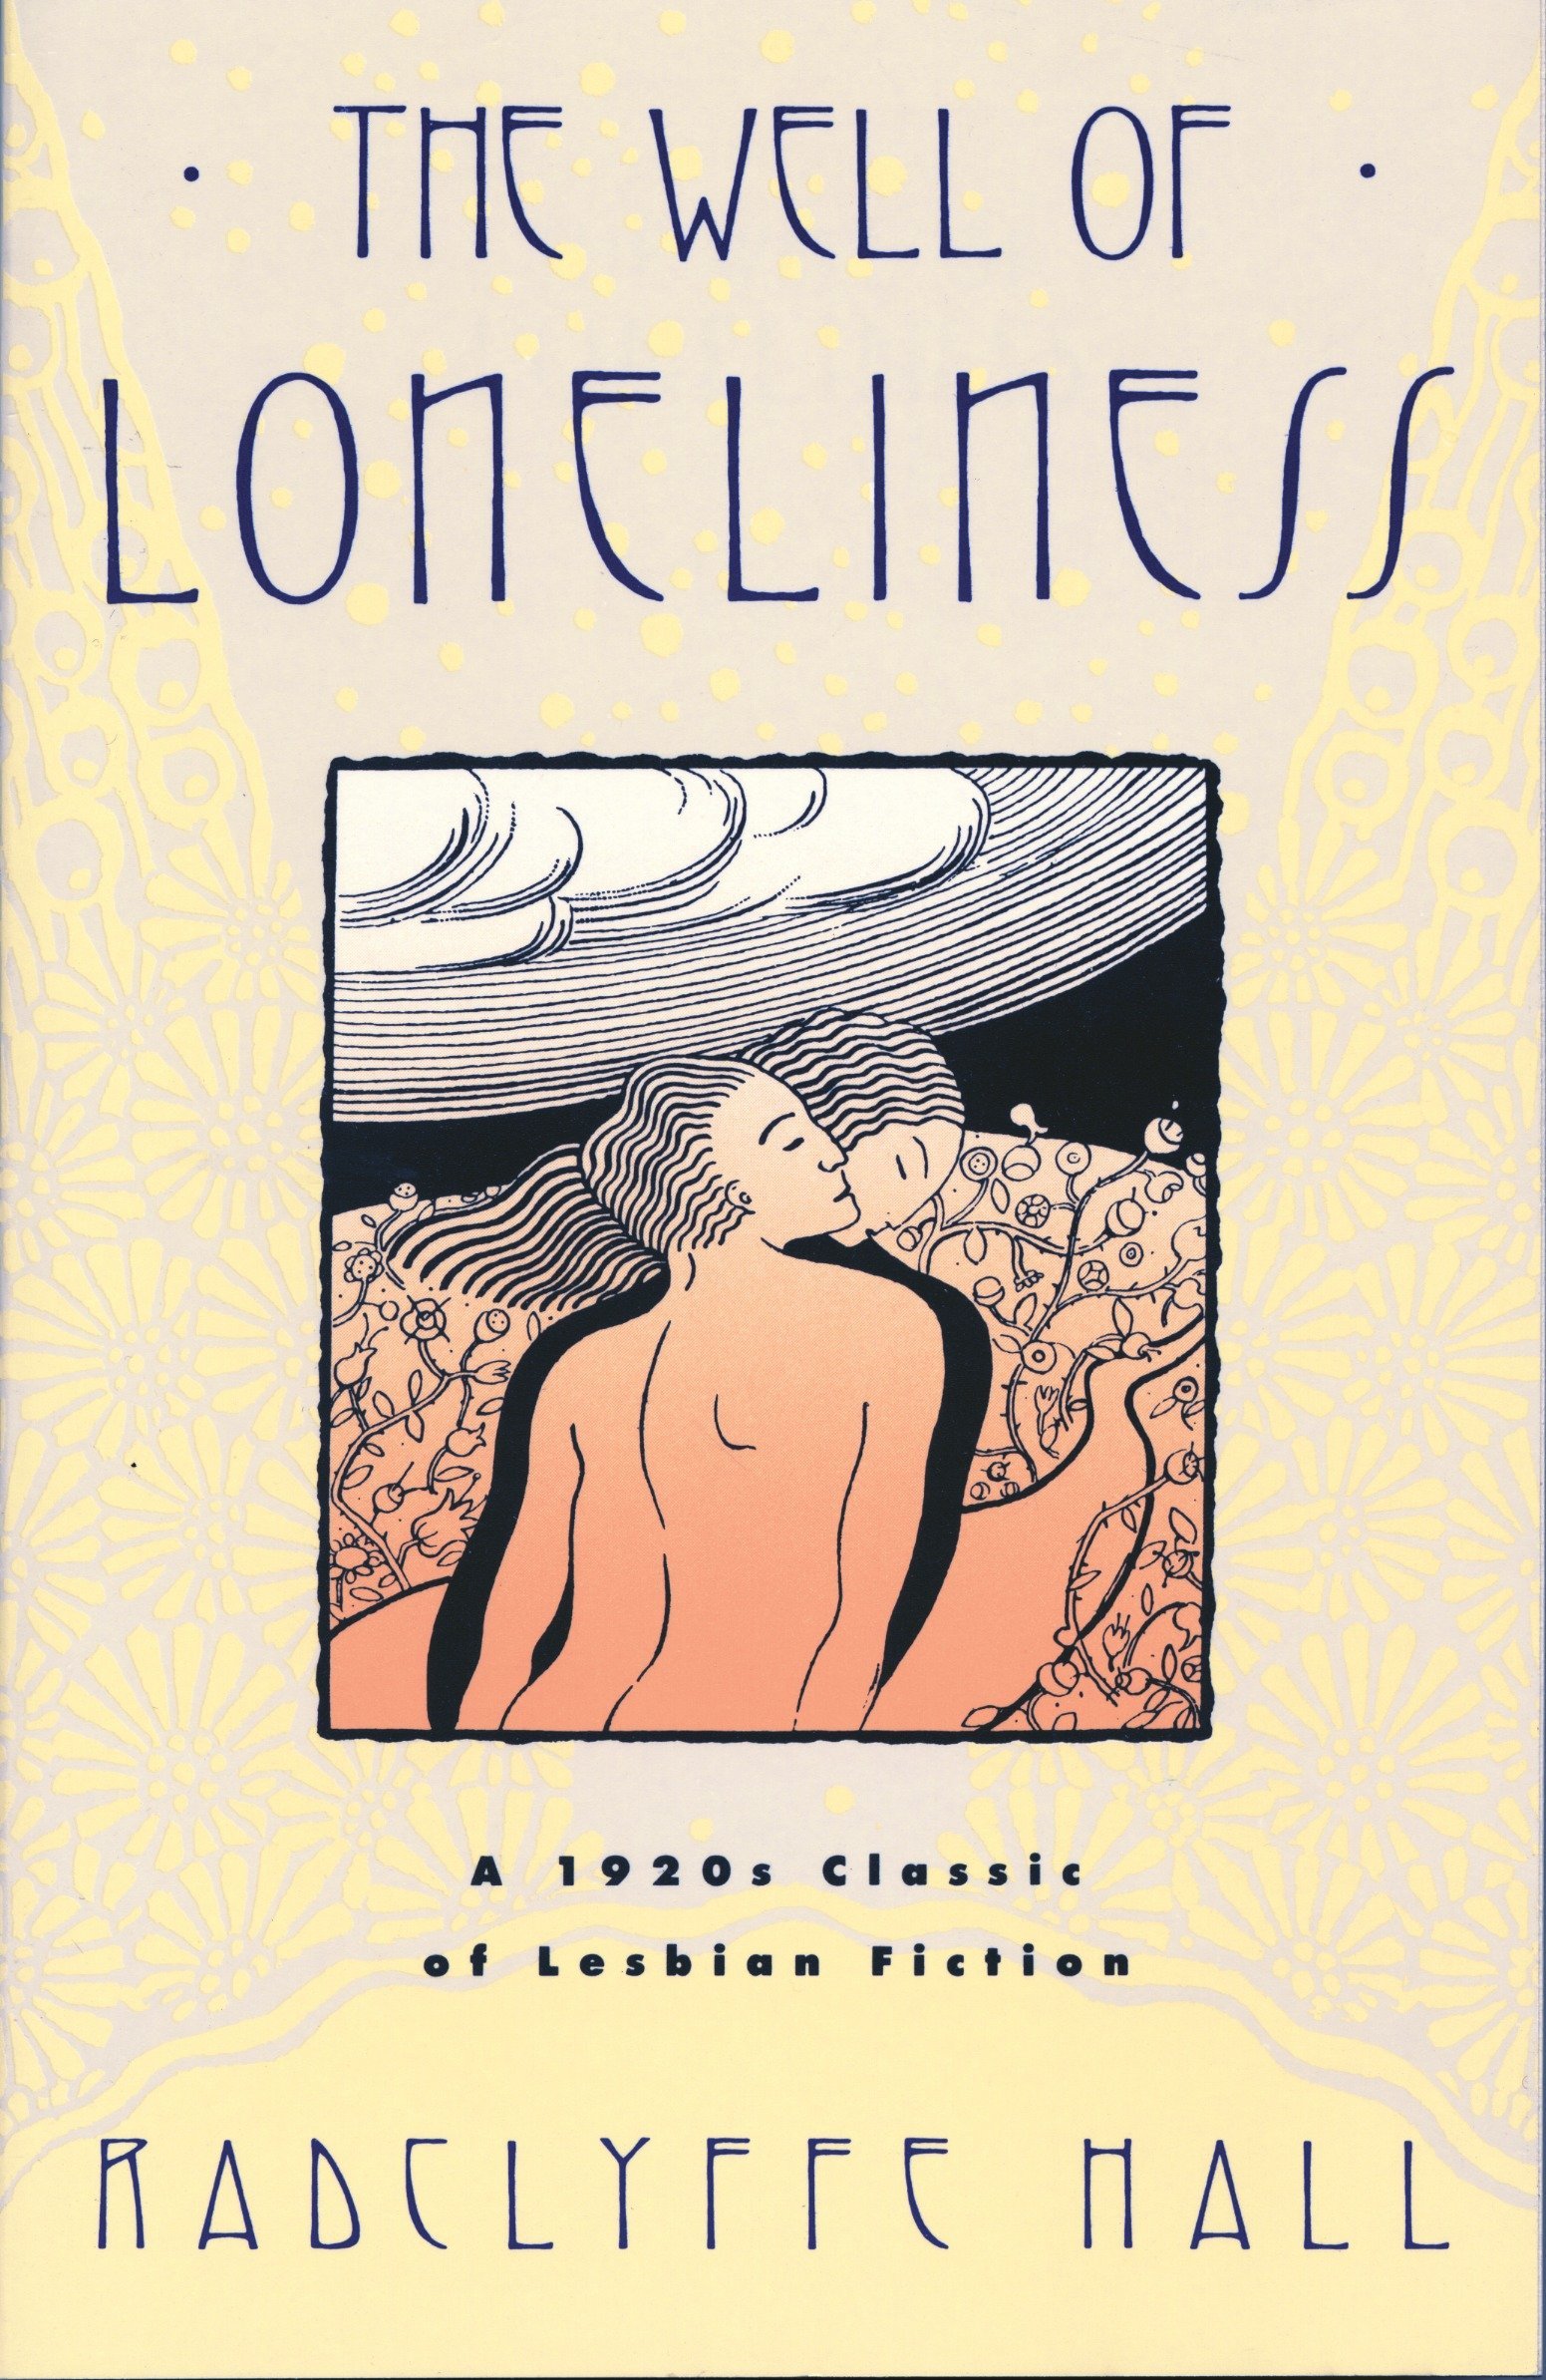 · THE WELL OF ·
LONELINESS
A 1920s Classic
of Lesbian Fiction
RADCLYFFE HALL